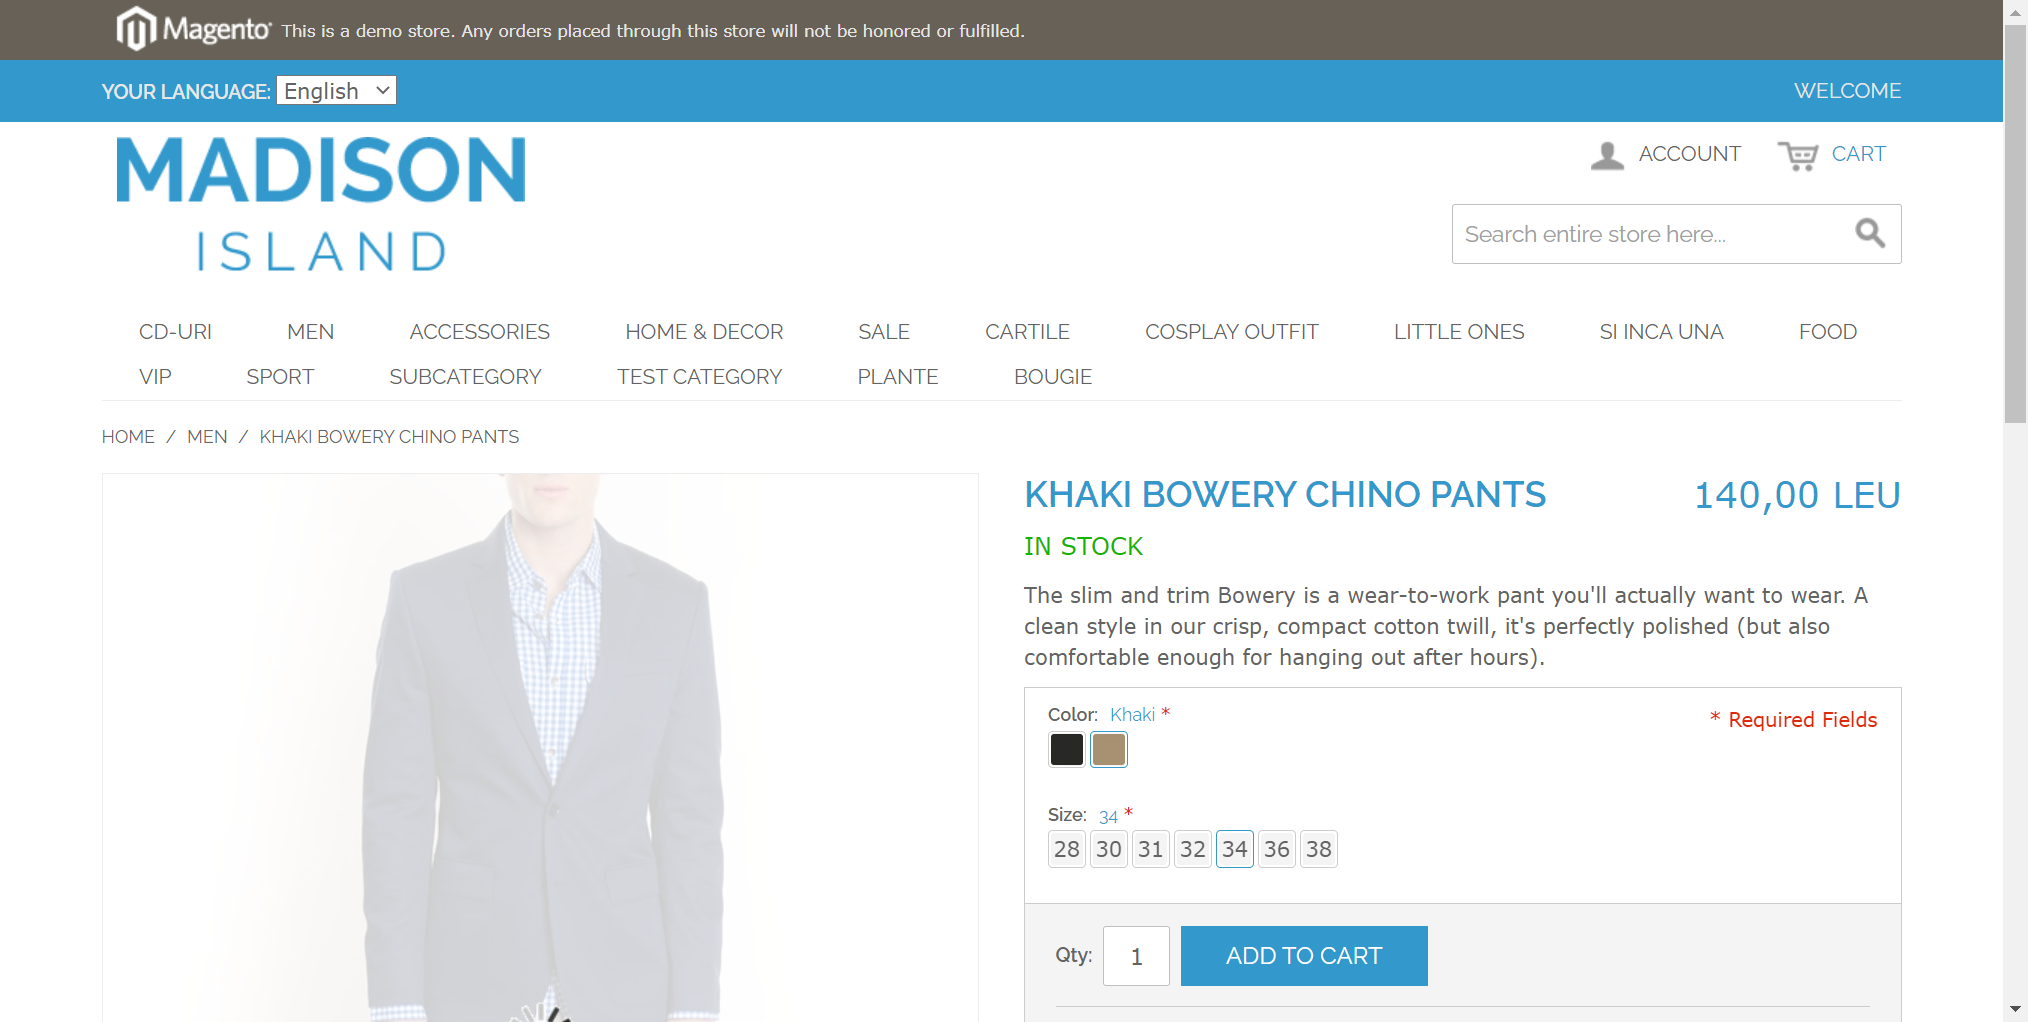 Magento® This is a demo store. Any orders placed through this store will not be honored or fulfilled.
YOUR LANGUAGE: English WELCOME
MADISON
ISLAND
ACCOUNT CART
Search entire store here...
CD-URI MEN ACCESSORIES HOME & DECOR SALE CARTILE COSPLAY OUTFIT LITTLE ONES SI INCA UNA FOOD
VIP SPORT SUBCATEGORY TEST CATEGORY PLANTE BOUGIE
HOME / MEN / KHAKI BOWERY CHINO PANTS
KHAKI BOWERY CHINO PANTS 140,00 LEU
IN STOCK
The slim and trim Bowery is a wear-to-work pant you'll actually want to wear. A
clean style in our crisp, compact cotton twill, it's perfectly polished (but also
comfortable enough for hanging out after hours).
Color: Khaki *
* Required Fields
Size: 34 *
28 30 31 32 34 36 38
Qty: 1 ADD TO CART